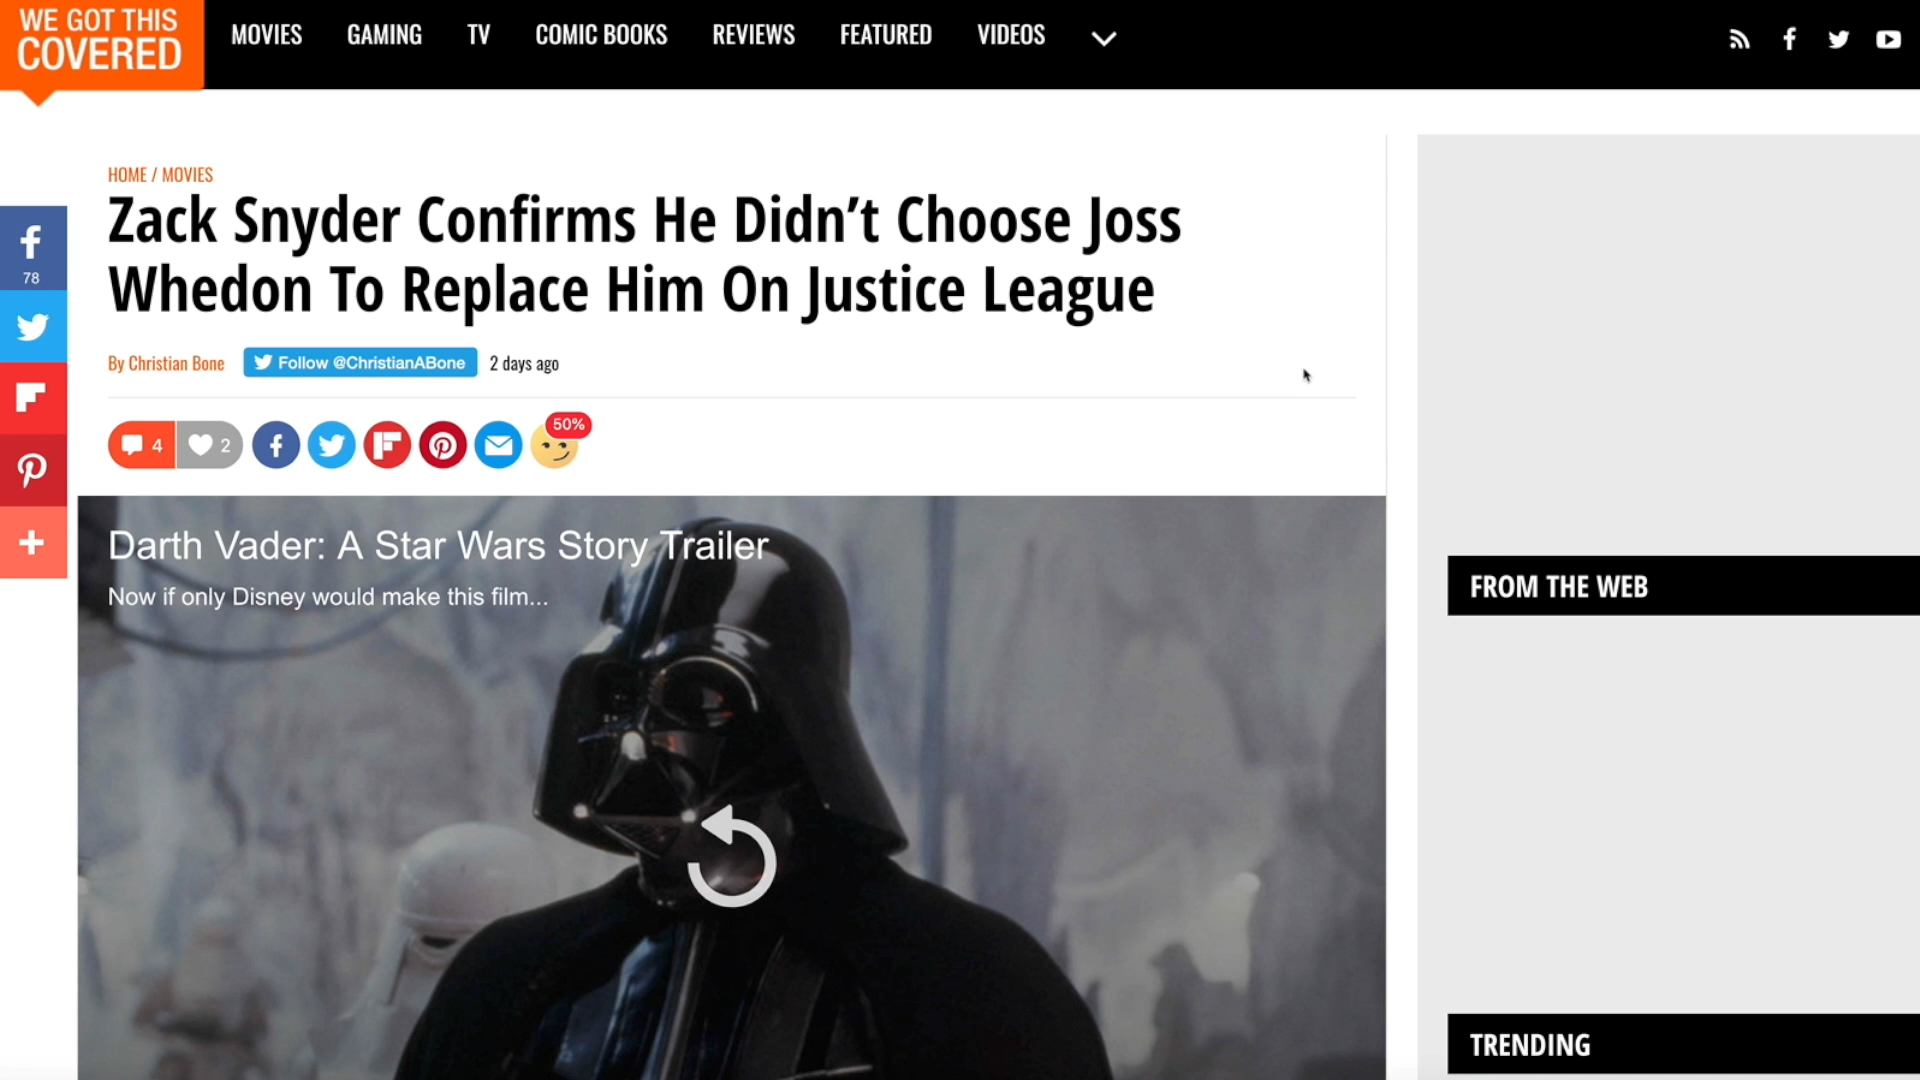 WE GOT THIS
COVERED
MOVIES GAMING TV COMIC BOOKS REVIEWS FEATURED VIDEOS
HOME / MOVIES
Zack Snyder Confirms He Didn’t Choose Joss
Whedon To Replace Him On Justice League
78
By Christian Bone Follow @ChristianABone 2 days ago
4 2 50%
Darth Vader: A Star Wars Story Trailer
Now if only Disney would make this film...
FROM THE WEB
TRENDING